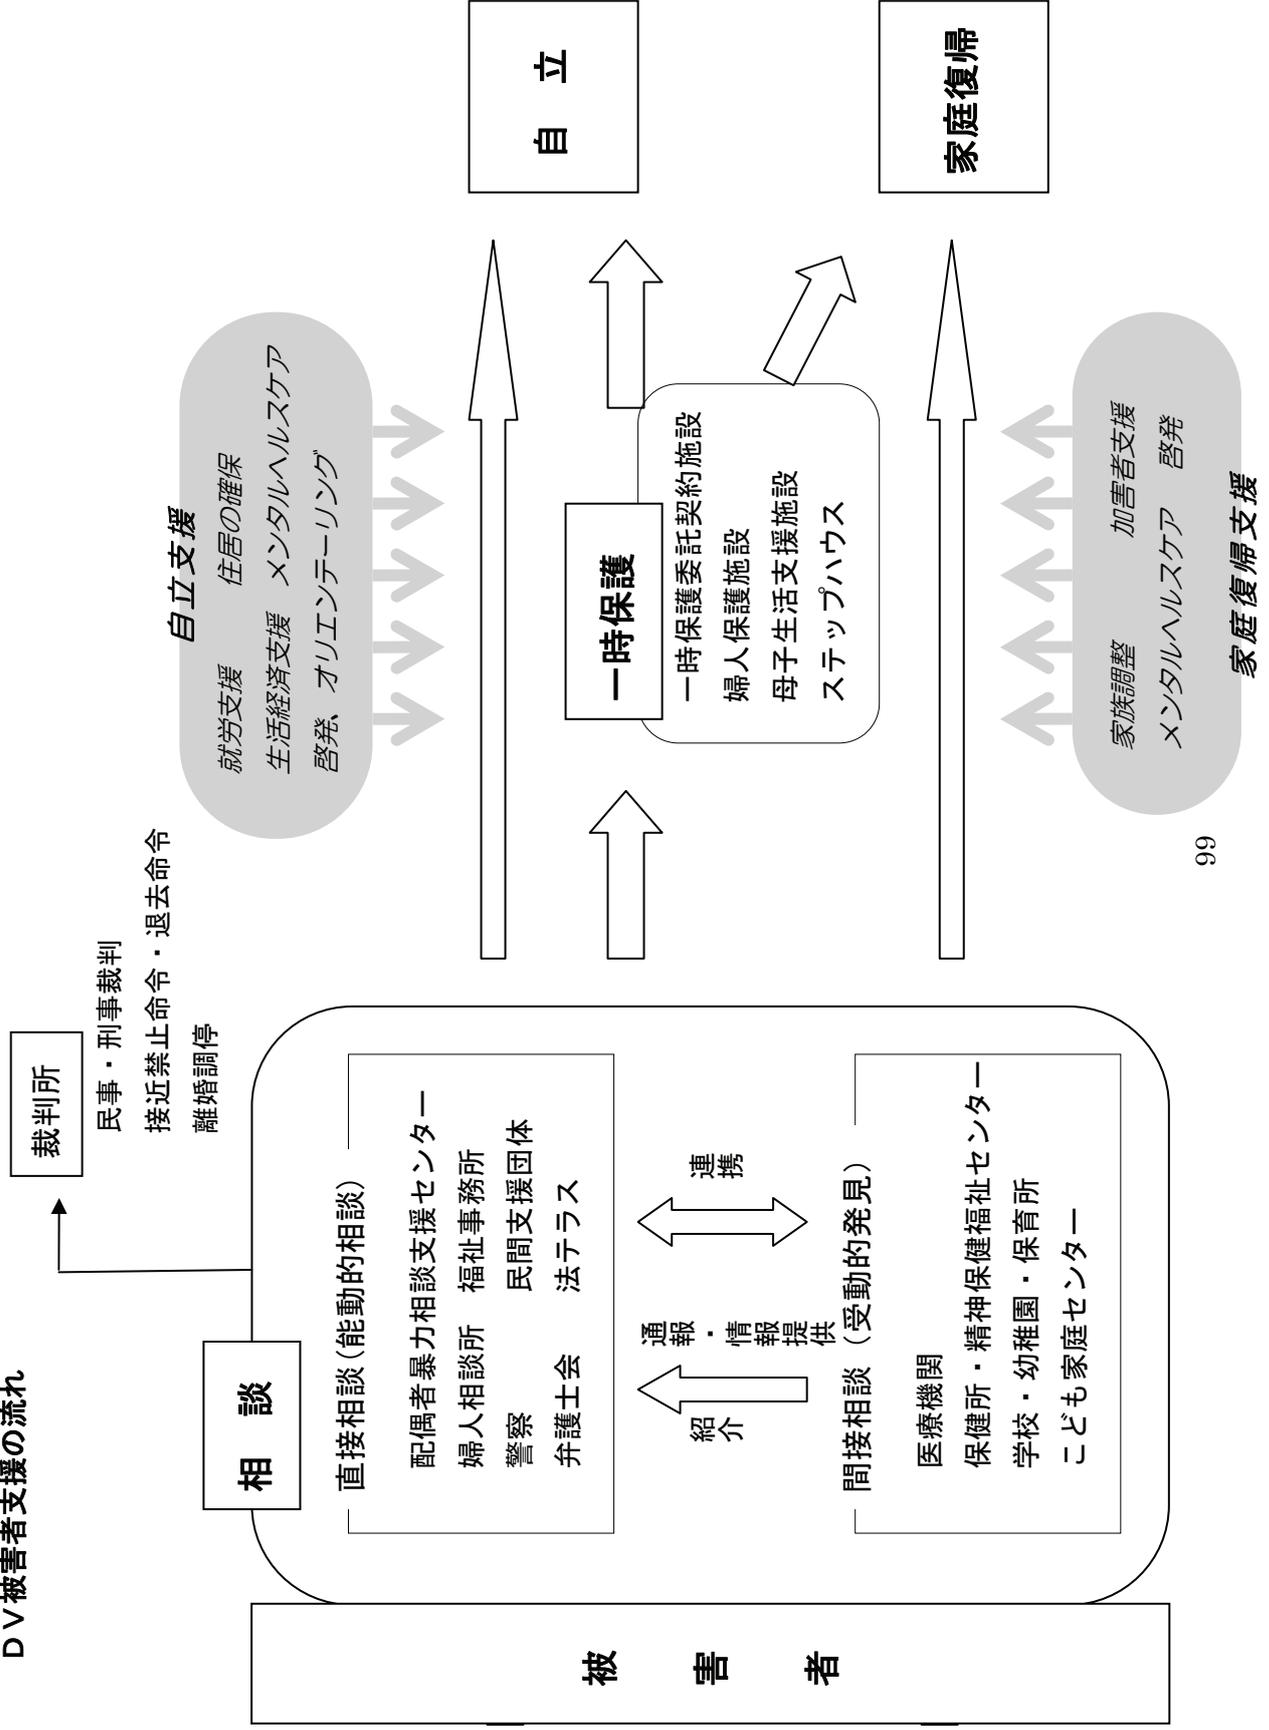 ＤＶ被害者支援の流れ
被　害　者
相　談
直接相談（能動的相談）
配偶者暴力相談支援センター
婦人相談所　福祉事務所
警察　　　　民間支援団体
弁護士会　　法テラス
紹介
通報・情報提供
連携
間接相談（受動的発見）
医療機関
保健所・精神保健福祉センター
学校・幼稚園・保育所
こども家庭センター
裁判所
民事・刑事裁判
接近禁止命令・退去命令
離婚調停
自立支援
就労支援　　住居の確保
生活経済支援　メンタルヘルスケア
啓発、オリエンテーリング
一時保護
一時保護委託契約施設
婦人保護施設
母子生活支援施設
ステップハウス
家族調整　　　加害者支援
メンタルヘルスケア　啓発
家庭復帰支援
自　立
家庭復帰
99